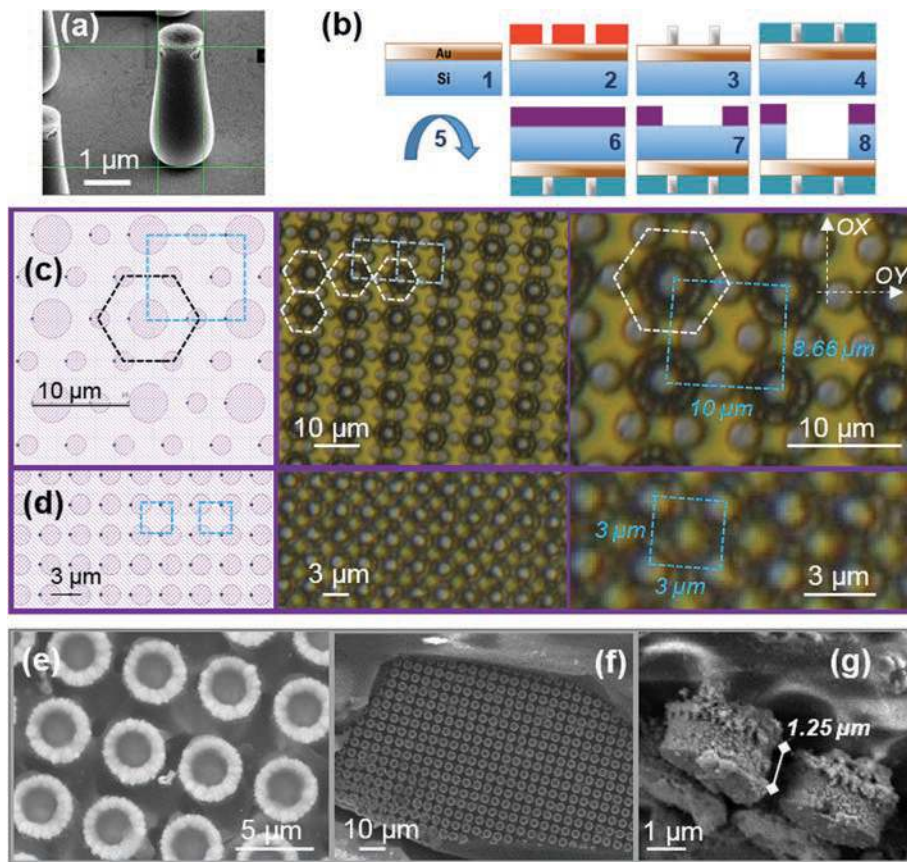 (a)
1 µm
(b)
Au
Si
1
2
3
4
5
6
7
8
(c)
10 µm
10 µm
OX
OY
8.66 µm
10 µm
10 µm
(d)
3 µm
3 µm
3 µm
3 µm
3 µm
(e)
5 µm
(f)
10 µm
(g)
1.25 µm
1 µm